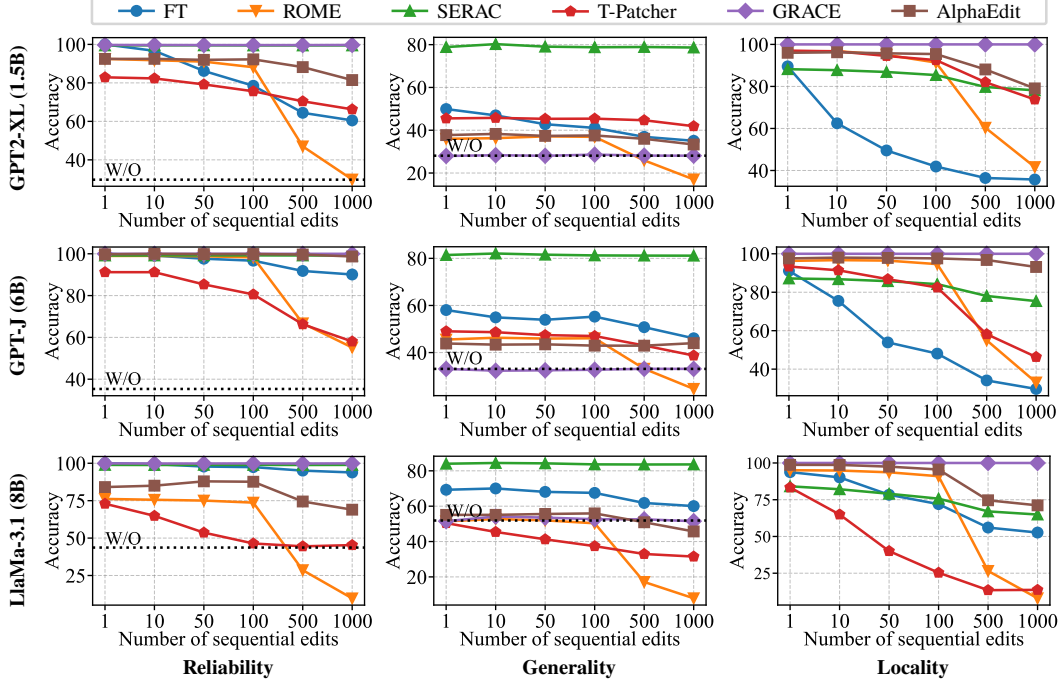 FT ROME SERAC T-Patcher GRACE AlphaEdit
GPT2-XL (1.5B)
Accuracy
100
80
60
40
W/O
1 10 50 100 500 1000
Number of sequential edits
Accuracy
80
60
40
20
W/O
1 10 50 100 500 1000
Number of sequential edits
Accuracy
100
80
60
40
1 10 50 100 500 1000
Number of sequential edits
GPT-J (6B)
Accuracy
100
80
60
40
W/O
1 10 50 100 500 1000
Number of sequential edits
Accuracy
80
60
40
W/O
1 10 50 100 500 1000
Number of sequential edits
Accuracy
100
80
60
40
1 10 50 100 500 1000
Number of sequential edits
LlaMa-3.1 (8B)
Accuracy
100
75
50
25
W/O
1 10 50 100 500 1000
Number of sequential edits
Accuracy
80
60
40
20
W/O
1 10 50 100 500 1000
Number of sequential edits
Accuracy
100
75
50
25
1 10 50 100 500 1000
Number of sequential edits
Reliability
Generality
Locality